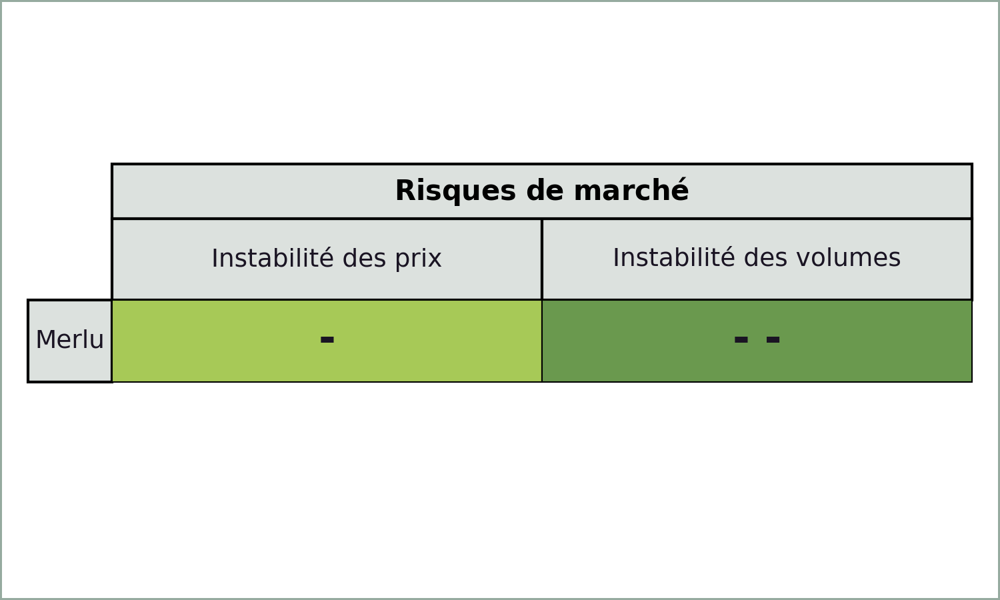 Risques de marché
Instabilité des prix
Instabilité des volumes
Merlu
-
- -